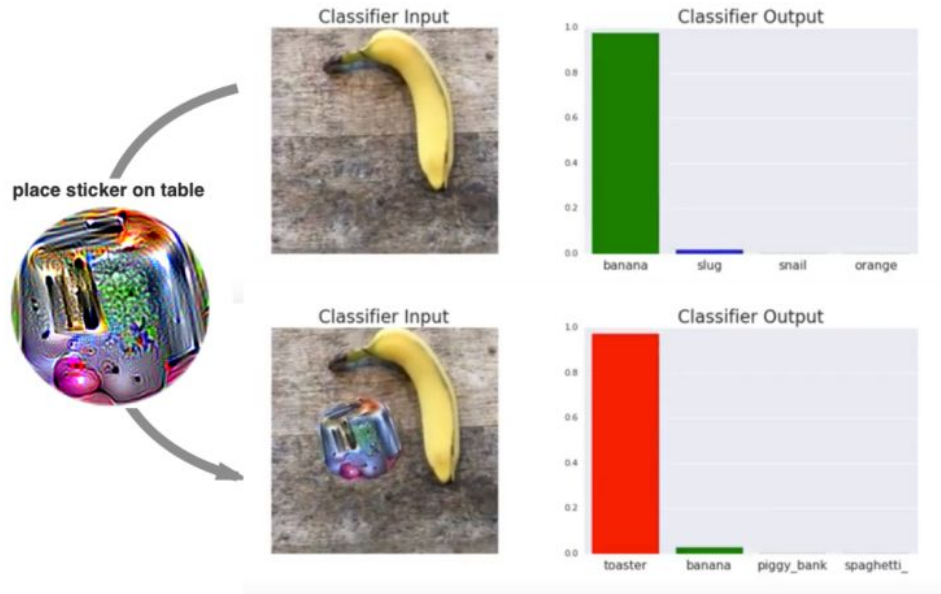 Classifier Input
Classifier Output
1.0
0.8
0.6
0.4
0.2
0.0
banana slug snail orange
place sticker on table
Classifier Input
Classifier Output
1.0
0.8
0.6
0.4
0.2
0.0
toaster banana piggy_bank spaghetti_